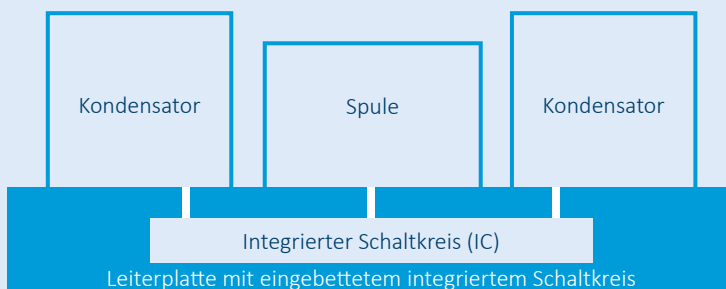 Kondensator
Spule
Kondensator
Integrierter Schaltkreis (IC)
Leiterplatte mit eingebettetem integriertem Schaltkreis